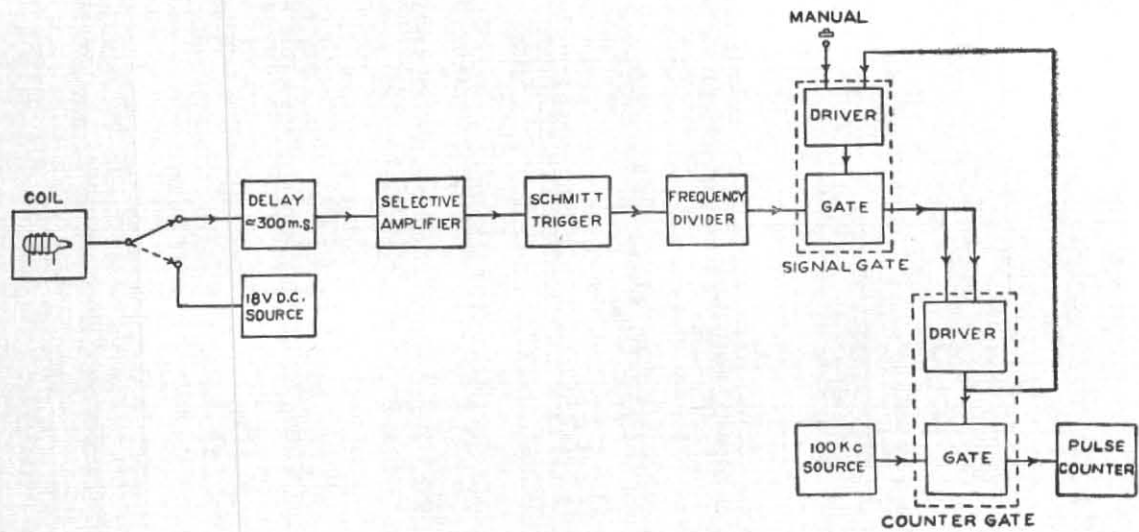 MANUAL
DRIVER
COIL
DELAY
≃300 m.s.
SELECTIVE
AMPLIFIER
SCHMITT
TRIGGER
FREQUENCY
DIVIDER
GATE
SIGNAL GATE
18V D.C.
SOURCE
DRIVER
100 Kc
SOURCE
GATE
PULSE
COUNTER
COUNTER GATE